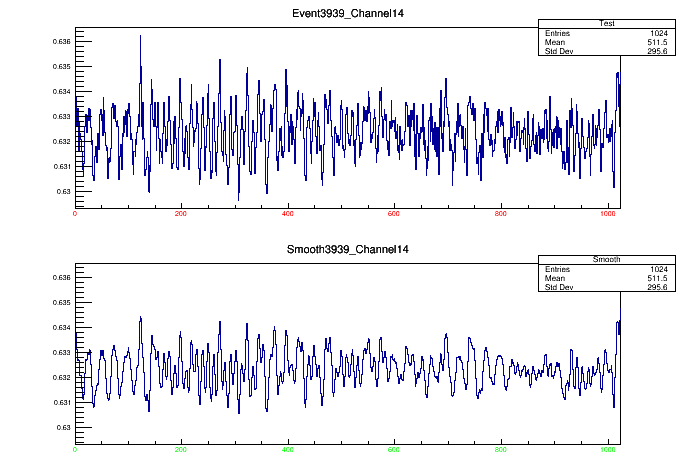 Event3939_Channel14
Test
Entries 1024
Mean 511.5
Std Dev 295.6
0.636
0.635
0.634
0.633
0.632
0.631
0.63
0 200 400 600 800 1000
Smooth3939_Channel14
Smooth
Entries 1024
Mean 511.5
Std Dev 295.6
0.636
0.635
0.634
0.633
0.632
0.631
0.63
0 200 400 600 800 1000